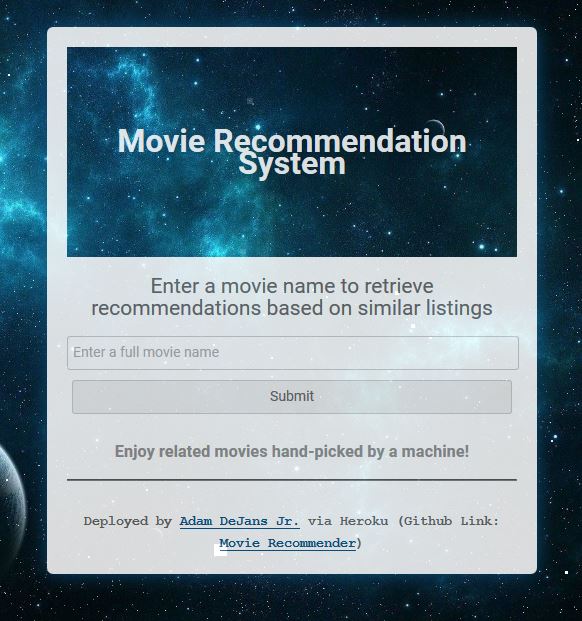 Movie Recommendation
System
Enter a movie name to retrieve
recommendations based on similar listings
Enter a full movie name
Submit
Enjoy related movies hand-picked by a machine!
Deployed by Adam DeJans Jr. via Heroku (Github Link:
Movie Recommender)